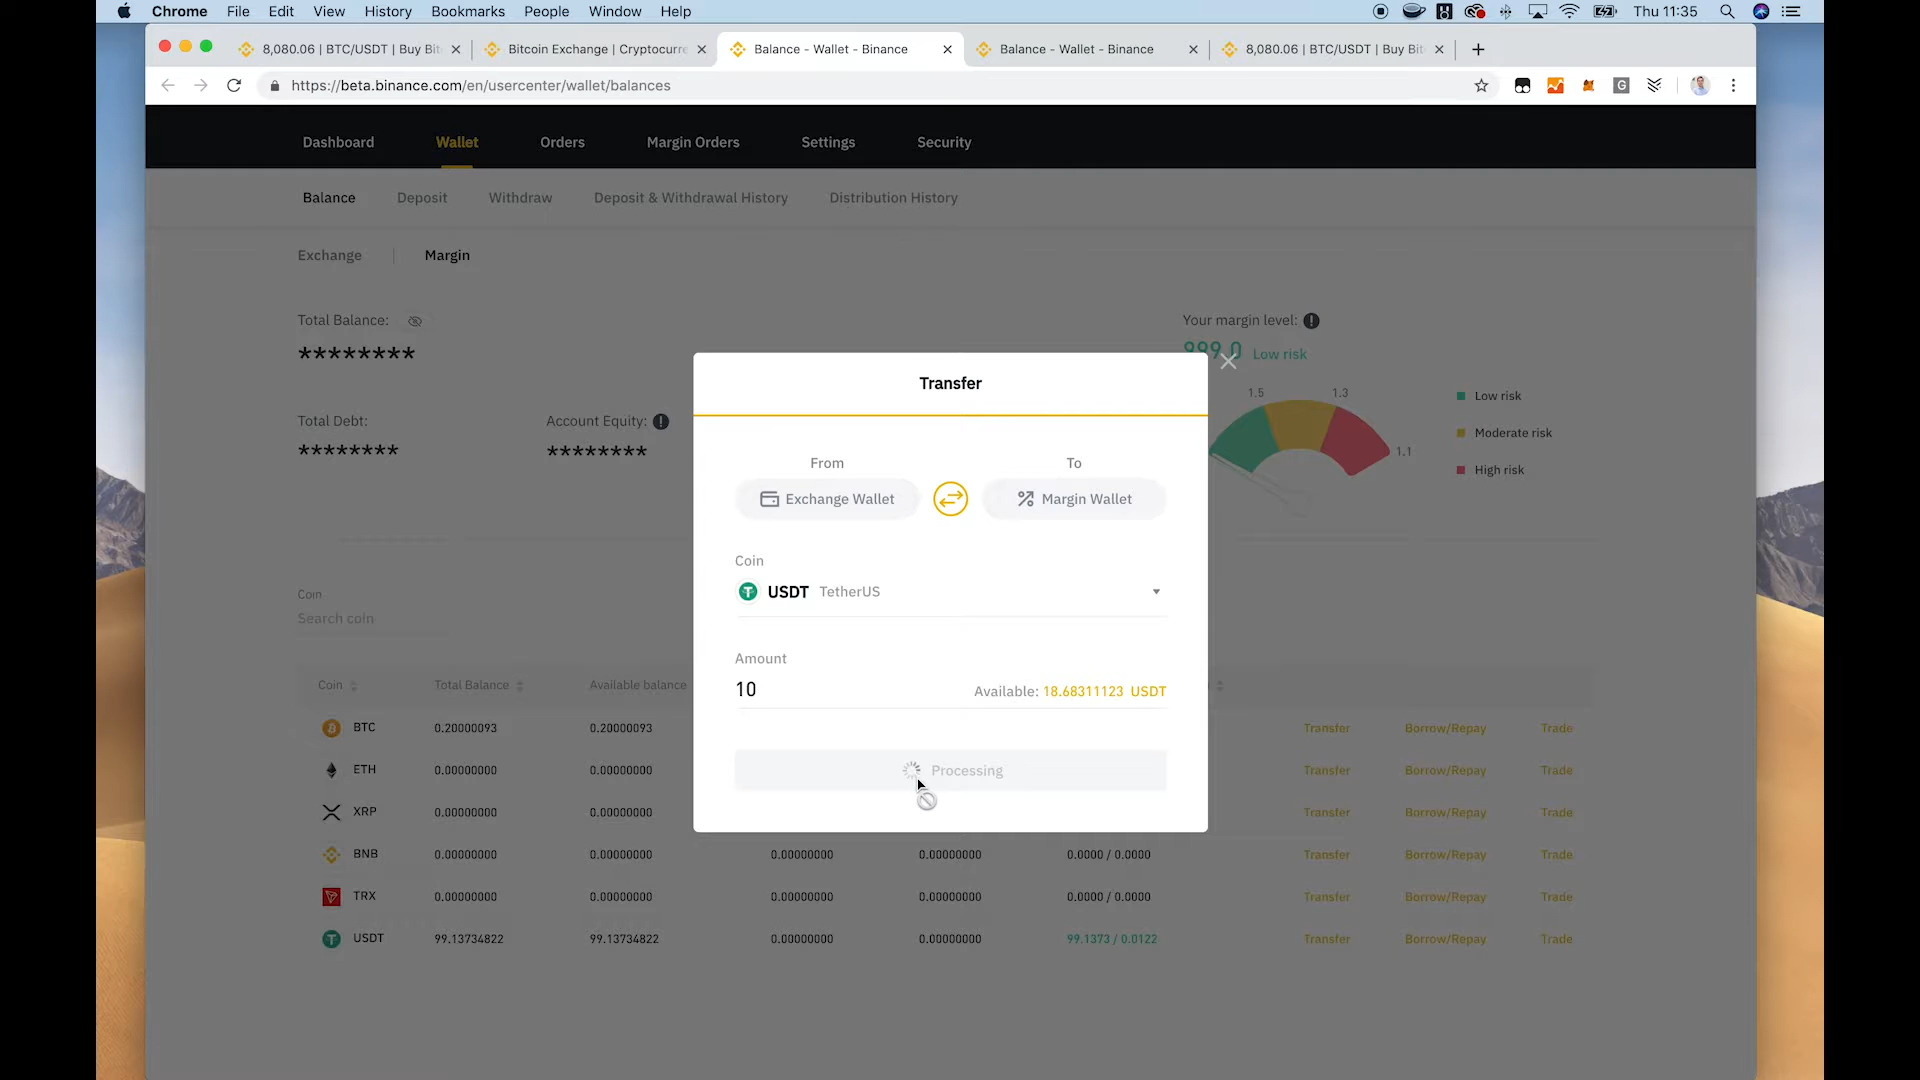 Chrome File Edit View History Bookmarks People Window Help Thu 11:35
8,080.06 | BTC/USDT | Buy Bit Bitcoin Exchange | Cryptocurre Balance - Wallet - Binance Balance - Wallet - Binance 8,080.06 | BTC/USDT | Buy Bit
https://beta.binance.com/en/usercenter/wallet/balances
Dashboard Wallet Orders Margin Orders Settings Security
Balance Deposit Withdraw Deposit & Withdrawal History Distribution History
Exchange | Margin
Total Balance: Your margin level:
******** 999.0 Low risk
Transfer
1.5 1.3 Low risk
Total Debt: Account Equity: Moderate risk
******** ******** 1.1
High risk
From To
Exchange Wallet Margin Wallet
Coin
USDT TetherUS
Coin
Search coin
Amount
10 Available: 18.68311123 USDT
Coin Total Balance Available balance
BTC 0.20000093 0.20000093 Transfer Borrow/Repay Trade
Processing
ETH 0.00000000 0.00000000 Transfer Borrow/Repay Trade
XRP 0.00000000 0.00000000 Transfer Borrow/Repay Trade
BNB 0.00000000 0.00000000 0.00000000 0.00000000 0.0000 / 0.0000 Transfer Borrow/Repay Trade
TRX 0.00000000 0.00000000 0.00000000 0.00000000 0.0000 / 0.0000 Transfer Borrow/Repay Trade
USDT 99.13734822 99.13734822 0.00000000 0.00000000 99.1373 / 0.0122 Transfer Borrow/Repay Trade